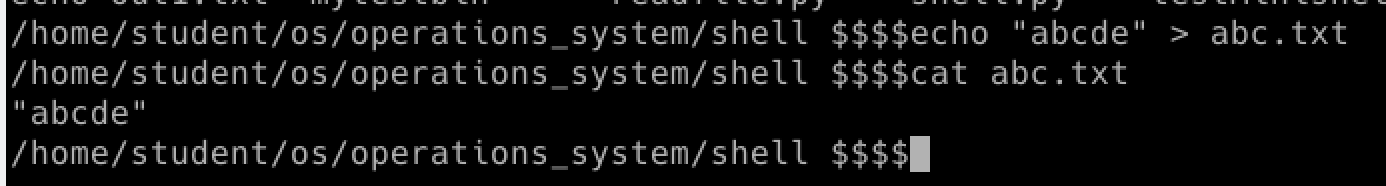 /home/student/os/operations_system/shell $$$$echo "abcde" > abc.txt
/home/student/os/operations_system/shell $$$$cat abc.txt
"abcde"
/home/student/os/operations_system/shell $$$$